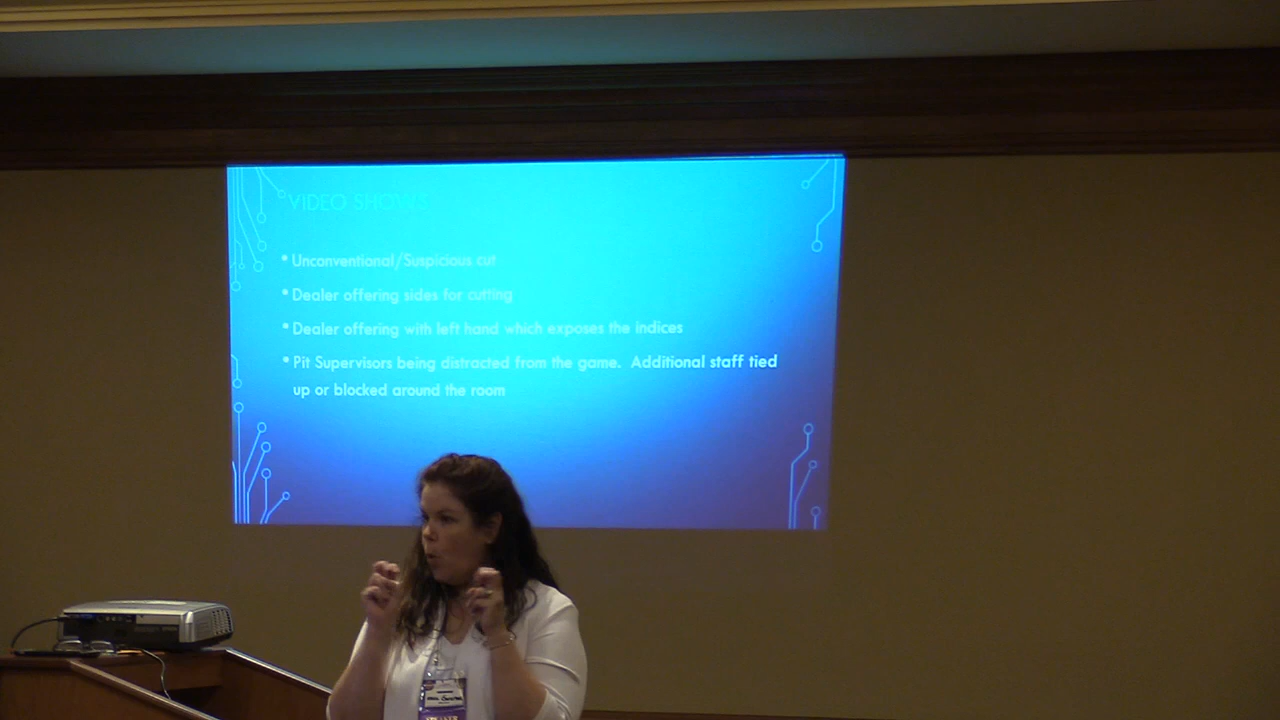 VIDEO SHOWS
• Unconventional/Suspicious cut
• Dealer offering sides for cutting
• Dealer offering with left hand which exposes the indices
• Pit Supervisors being distracted from the game. Additional staff tied
up or blocked around the room
SPEAKER